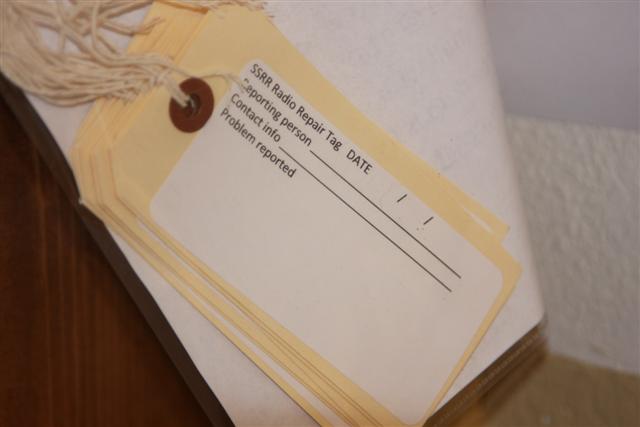 SSRR Radio Repair Tag DATE / /
Reporting person
Contact info
Problem reported